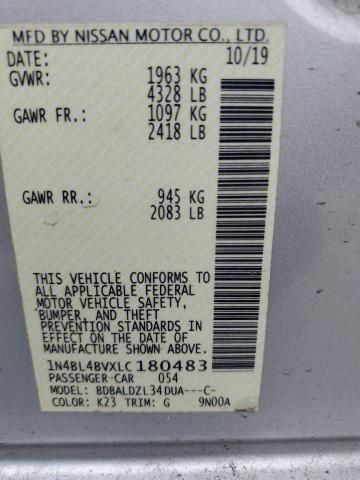 MFD BY NISSAN MOTOR CO., LTD.
DATE: 10/19
GVWR: 1963 KG
4328 LB
GAWR FR.: 1097 KG
2418 LB
GAWR RR.: 945 KG
2083 LB
THIS VEHICLE CONFORMS TO
ALL APPLICABLE FEDERAL
MOTOR VEHICLE SAFETY,
BUMPER, AND THEFT
PREVENTION STANDARDS
IN EFFECT ON THE DATE OF
MANUFACTURE SHOWN ABOVE.
1N4BL4BVXLC180483
PASSENGER CAR 054
MODEL: BDBALDZL34DUA---C-
COLOR: K23 TRIM: G 9N00A